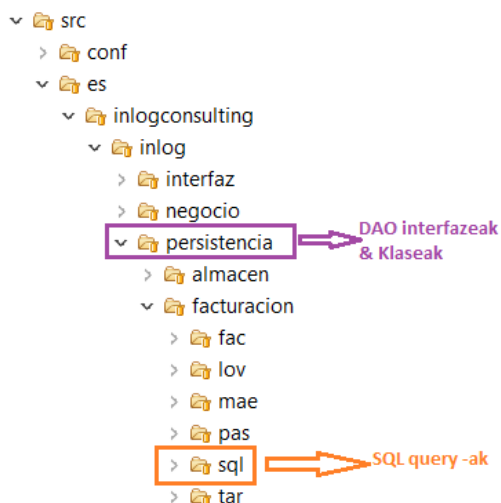 src
conf
es
inlogconsulting
inlog
interfaz
negocio
persistencia
DAO interfazeak
& Klaseak
almacen
facturacion
fac
lov
mae
pas
sql
SQL query -ak
tar